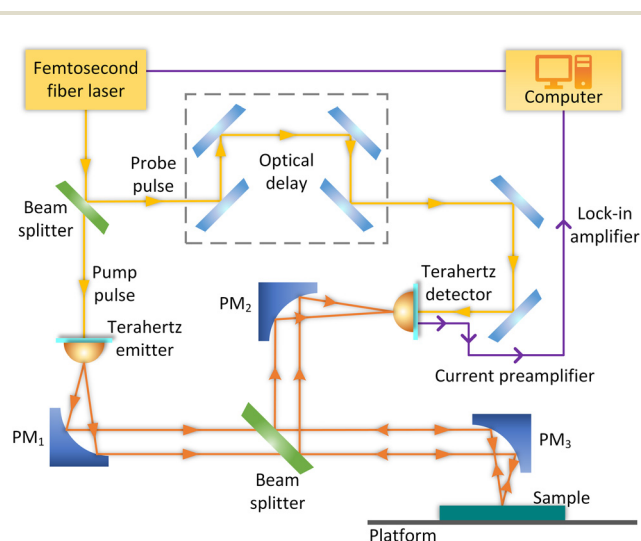 Femtosecond
fiber laser
Computer
Probe
pulse
Optical
delay
Beam
splitter
Lock-in
amplifier
Pump
pulse
Terahertz
detector
PM2
Terahertz
emitter
Current preamplifier
PM1
PM3
Beam
splitter
Sample
Platform